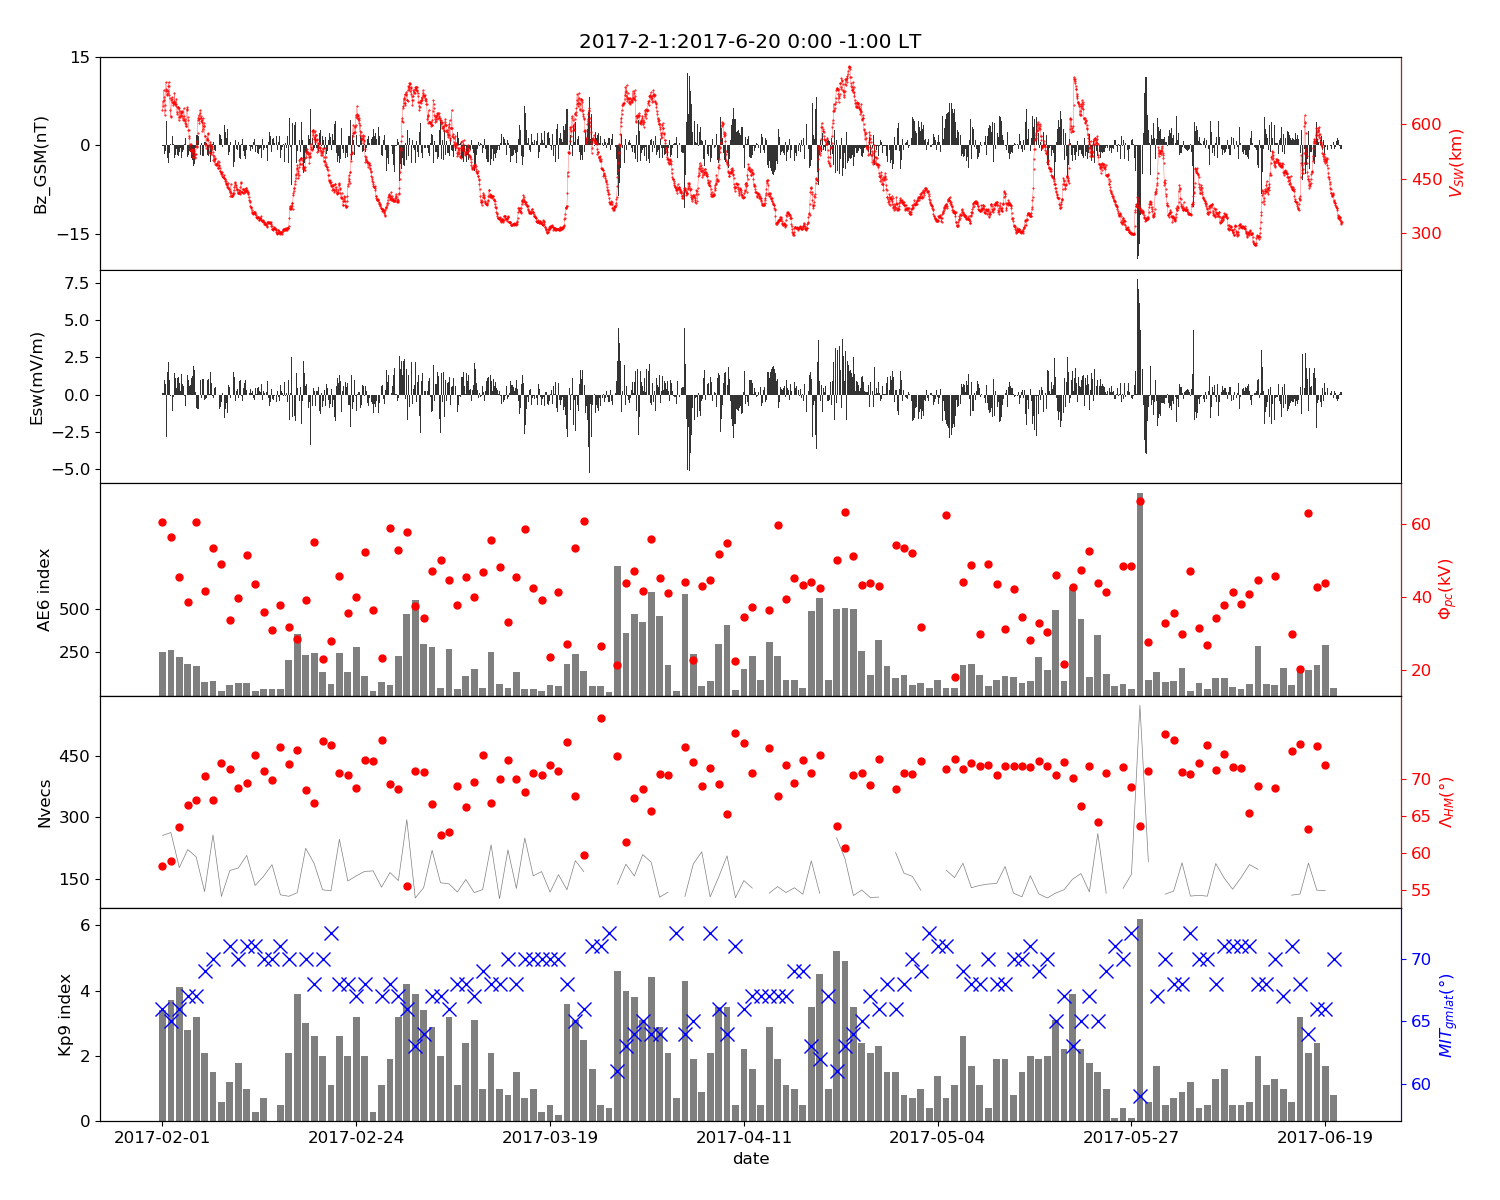 2017-2-1:2017-6-20 0:00 -1:00 LT
15
0
−15
Bz_GSM(nT)
600
450
300
V_SW(km)
7.5
5.0
2.5
0.0
−2.5
−5.0
Esw(mV/m)
500
250
AE6 index
60
40
20
Φ_pc(kV)
450
300
150
Nvecs
70
65
60
55
Λ_HM(°)
6
4
2
0
Kp9 index
70
65
60
MIT_gmlat(°)
2017-02-01 2017-02-24 2017-03-19 2017-04-11 2017-05-04 2017-05-27 2017-06-19
date